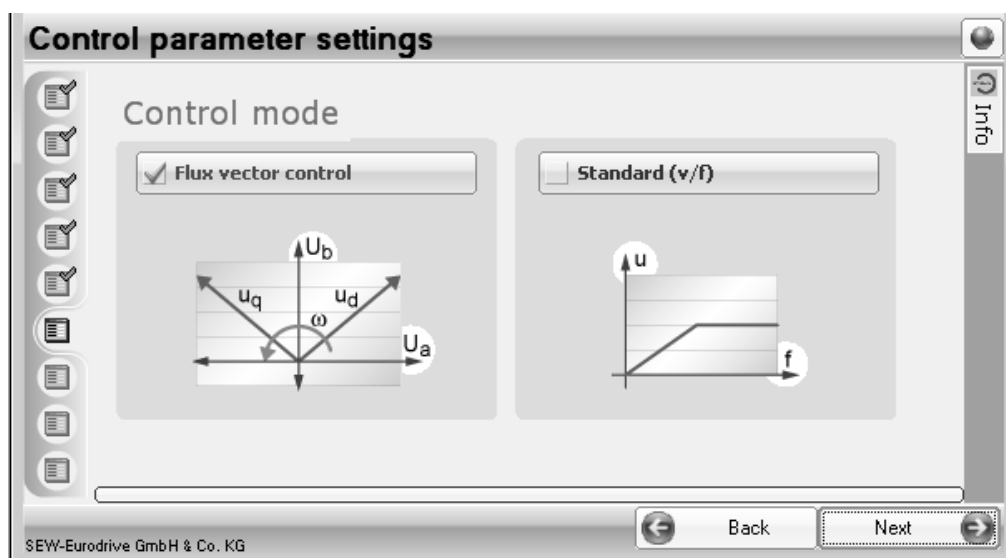 Control parameter settings
Info
Control mode
Flux vector control
Standard (v/f)
Ub
uq
ud
ω
Ua
u
f
Back
Next
SEW-Eurodrive GmbH & Co. KG